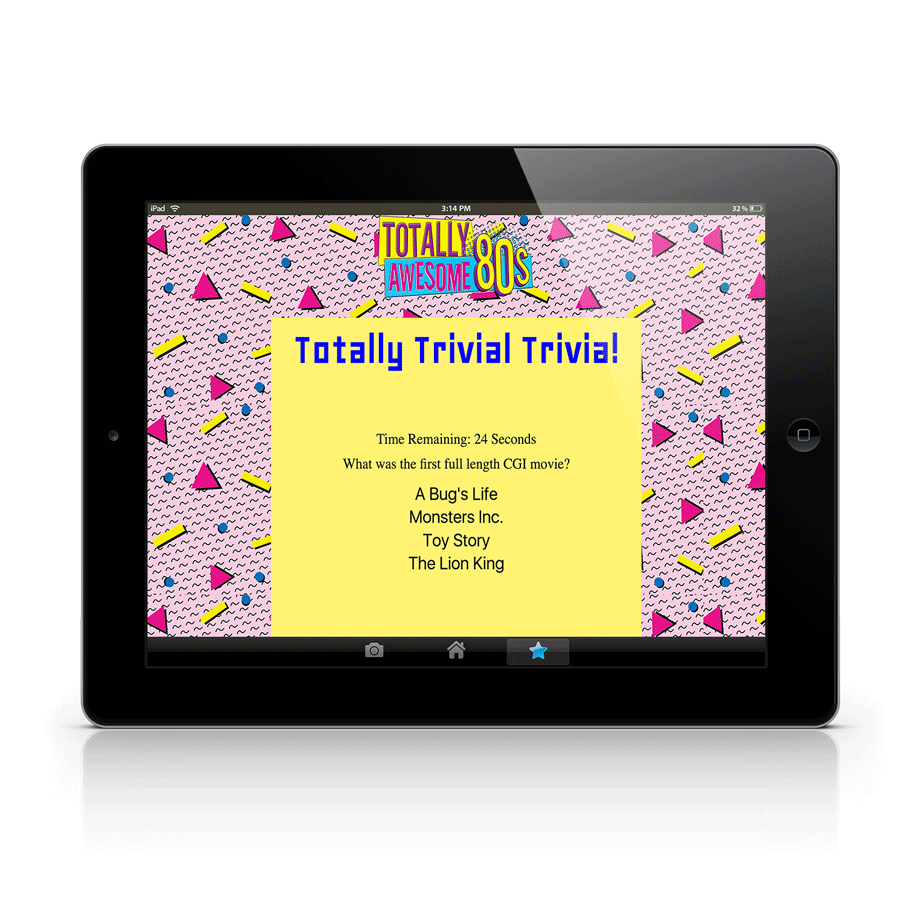 iPad 3:14 PM 32%
TOTALLY
AWESOME 80s
Totally Trivial Trivia!
Time Remaining: 24 Seconds
What was the first full length CGI movie?
A Bug's Life
Monsters Inc.
Toy Story
The Lion King